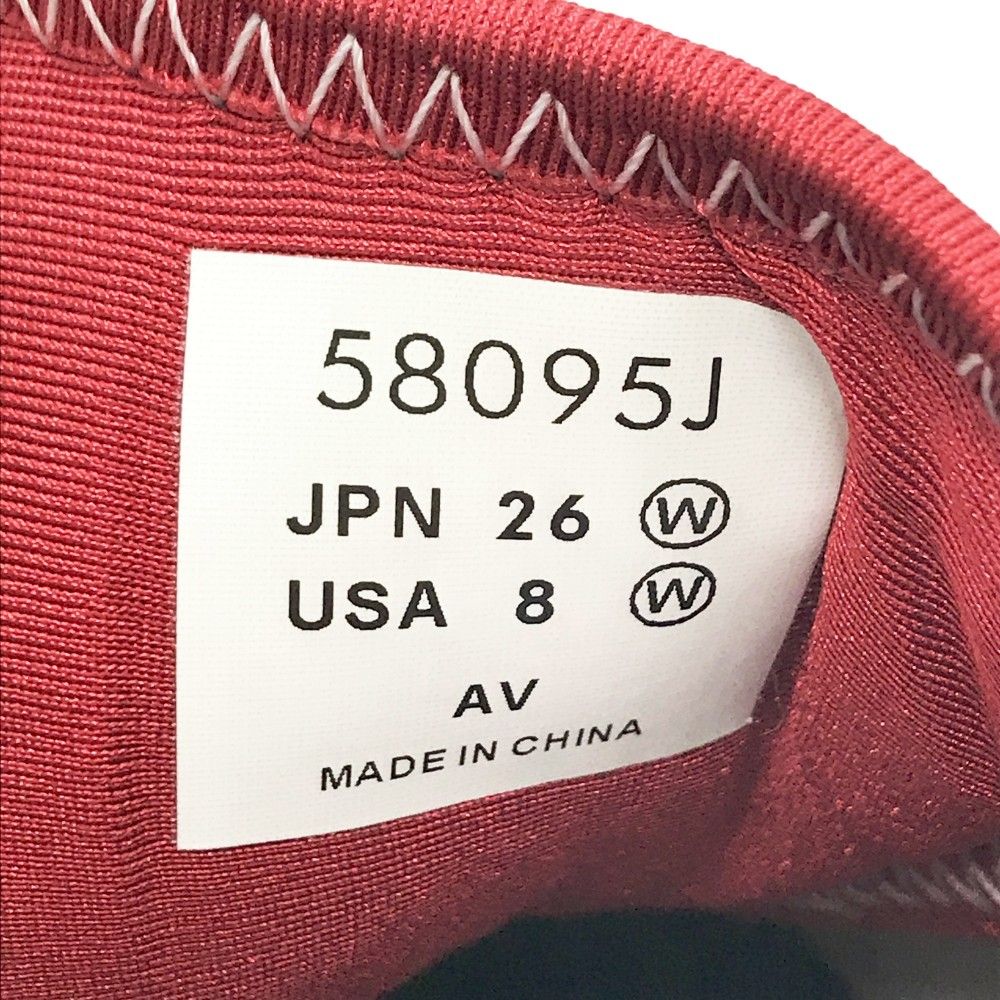 58095J
JPN 26 Ⓦ
USA 8 Ⓦ
AV
MADE IN CHINA